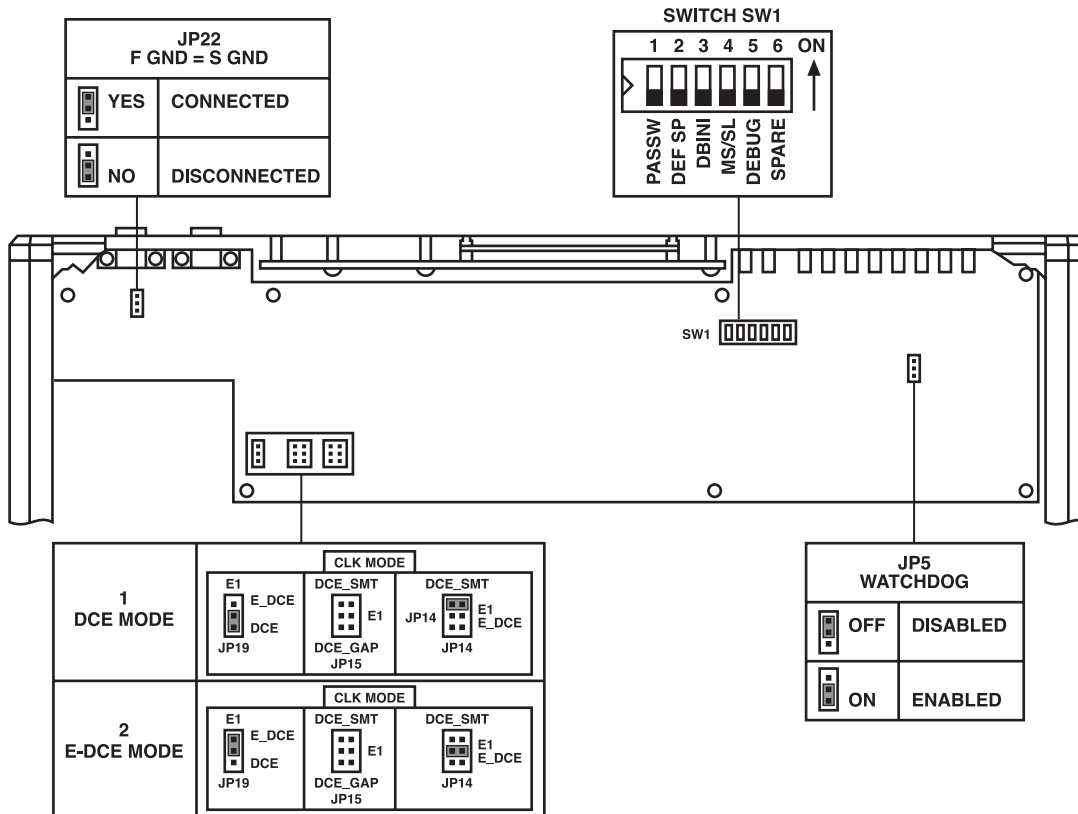 SWITCH SW1
1 2 3 4 5 6 ON
PASSW
DEF SP
DBINI
MS/SL
DEBUG
SPARE
JP22
F GND = S GND
YES CONNECTED
NO DISCONNECTED
SW1
1
DCE MODE
CLK MODE
E1
E_DCE
DCE
JP19
DCE_SMT
E1
DCE_GAP
JP15
DCE_SMT
JP14
E1
E_DCE
JP14
2
E-DCE MODE
CLK MODE
E1
E_DCE
DCE
JP19
DCE_SMT
E1
DCE_GAP
JP15
DCE_SMT
E1
E_DCE
JP14
JP5
WATCHDOG
OFF DISABLED
ON ENABLED